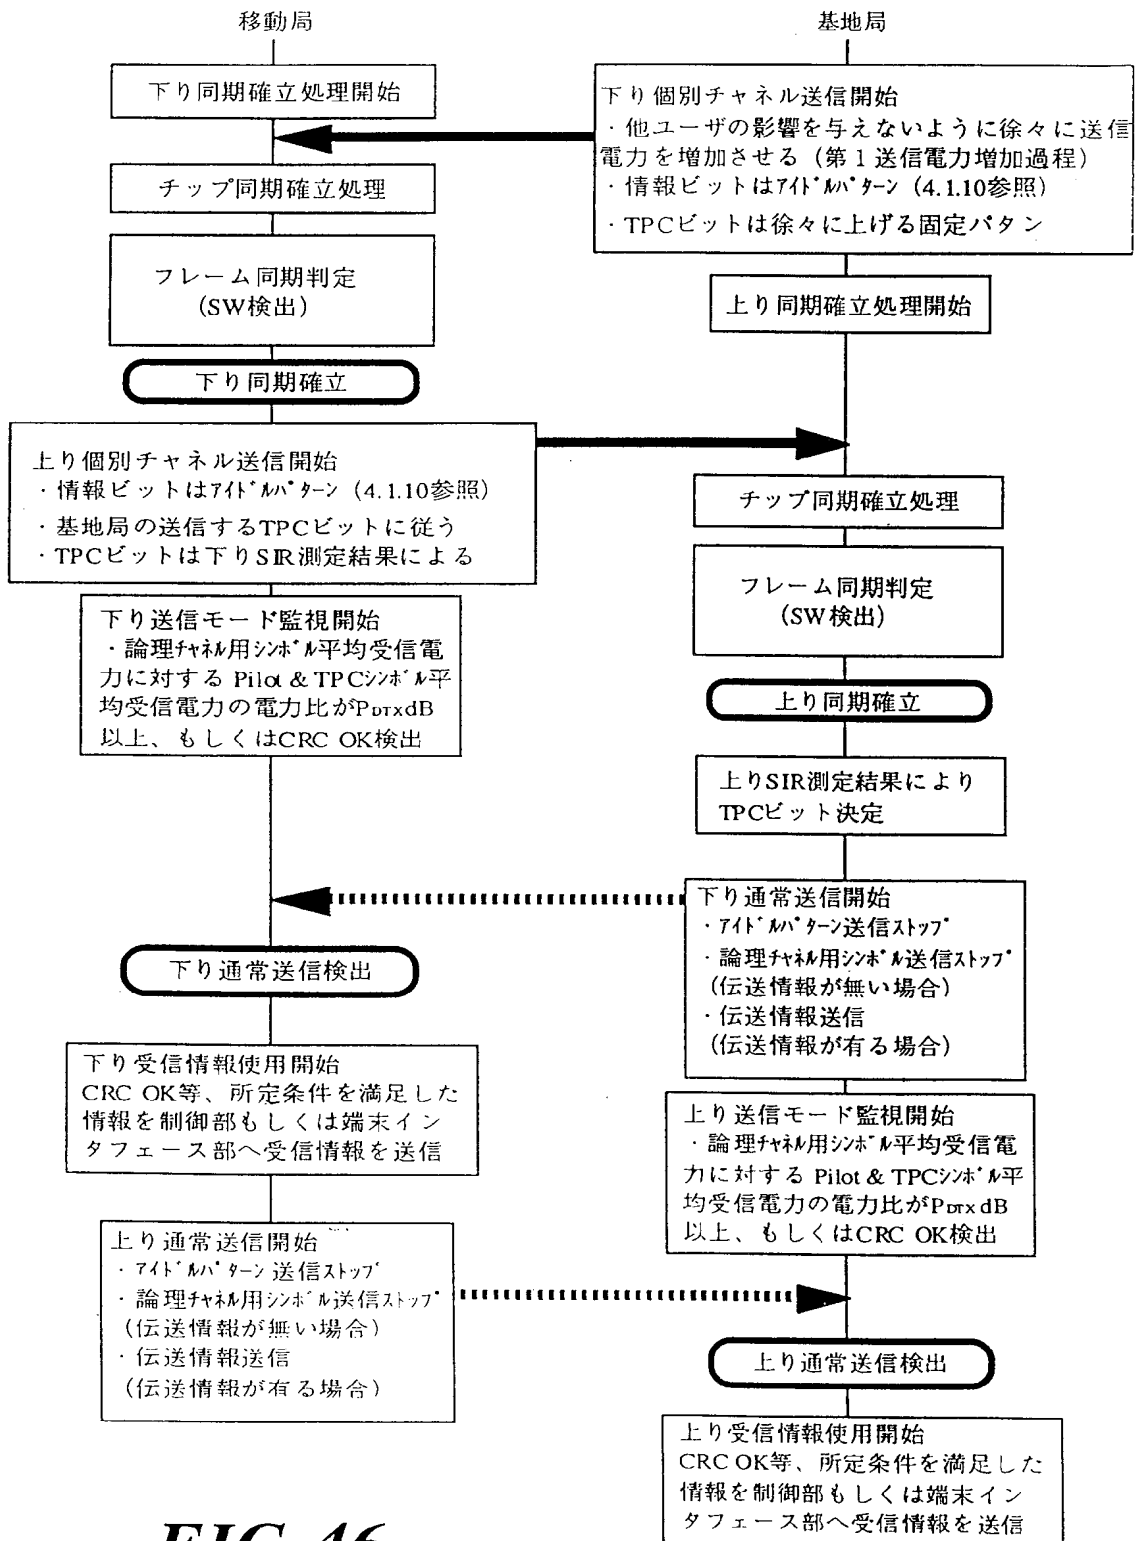 移動局
下り同期確立処理開始
チップ同期確立処理
フレーム同期判定
(SW検出)
下り同期確立
上り個別チャネル送信開始
・情報ビットはアイドルパターン (4.1.10参照)
・基地局の送信するTPCビットに従う
・TPCビットは下りSIR測定結果による
下り送信モード監視開始
・論理チャネル用シンボル平均受信電
力に対する Pilot & TPCシンボル平
均受信電力の電力比がPDTXdB
以上、もしくはCRC OK検出
下り通常送信検出
下り受信情報使用開始
CRC OK等、所定条件を満足した
情報を制御部もしくは端末イン
タフェース部へ受信情報を送信
上り通常送信開始
・アイドルパターン送信ストップ
・論理チャネル用シンボル送信ストップ
(伝送情報が無い場合)
・伝送情報送信
(伝送情報が有る場合)
基地局
下り個別チャネル送信開始
・他ユーザの影響を与えないように徐々に送信
電力を増加させる (第1送信電力増加過程)
・情報ビットはアイドルパターン (4.1.10参照)
・TPCビットは徐々に上げる固定パタン
上り同期確立処理開始
チップ同期確立処理
フレーム同期判定
(SW検出)
上り同期確立
上りSIR測定結果により
TPCビット決定
下り通常送信開始
・アイドルパターン送信ストップ
・論理チャネル用シンボル送信ストップ
(伝送情報が無い場合)
・伝送情報送信
(伝送情報が有る場合)
上り送信モード監視開始
・論理チャネル用シンボル平均受信電
力に対する Pilot & TPCシンボル平
均受信電力の電力比がPDTX dB
以上、もしくはCRC OK検出
上り通常送信検出
上り受信情報使用開始
CRC OK等、所定条件を満足した
情報を制御部もしくは端末イン
タフェース部へ受信情報を送信
FIG. 46